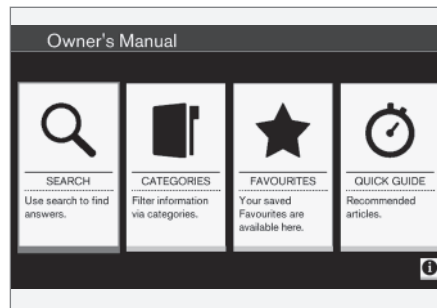 Owner's Manual
SEARCH
Use search to find
answers.
CATEGORIES
Filter information
via categories.
FAVOURITES
Your saved
Favourites are
available here.
QUICK GUIDE
Recommended
articles.
i